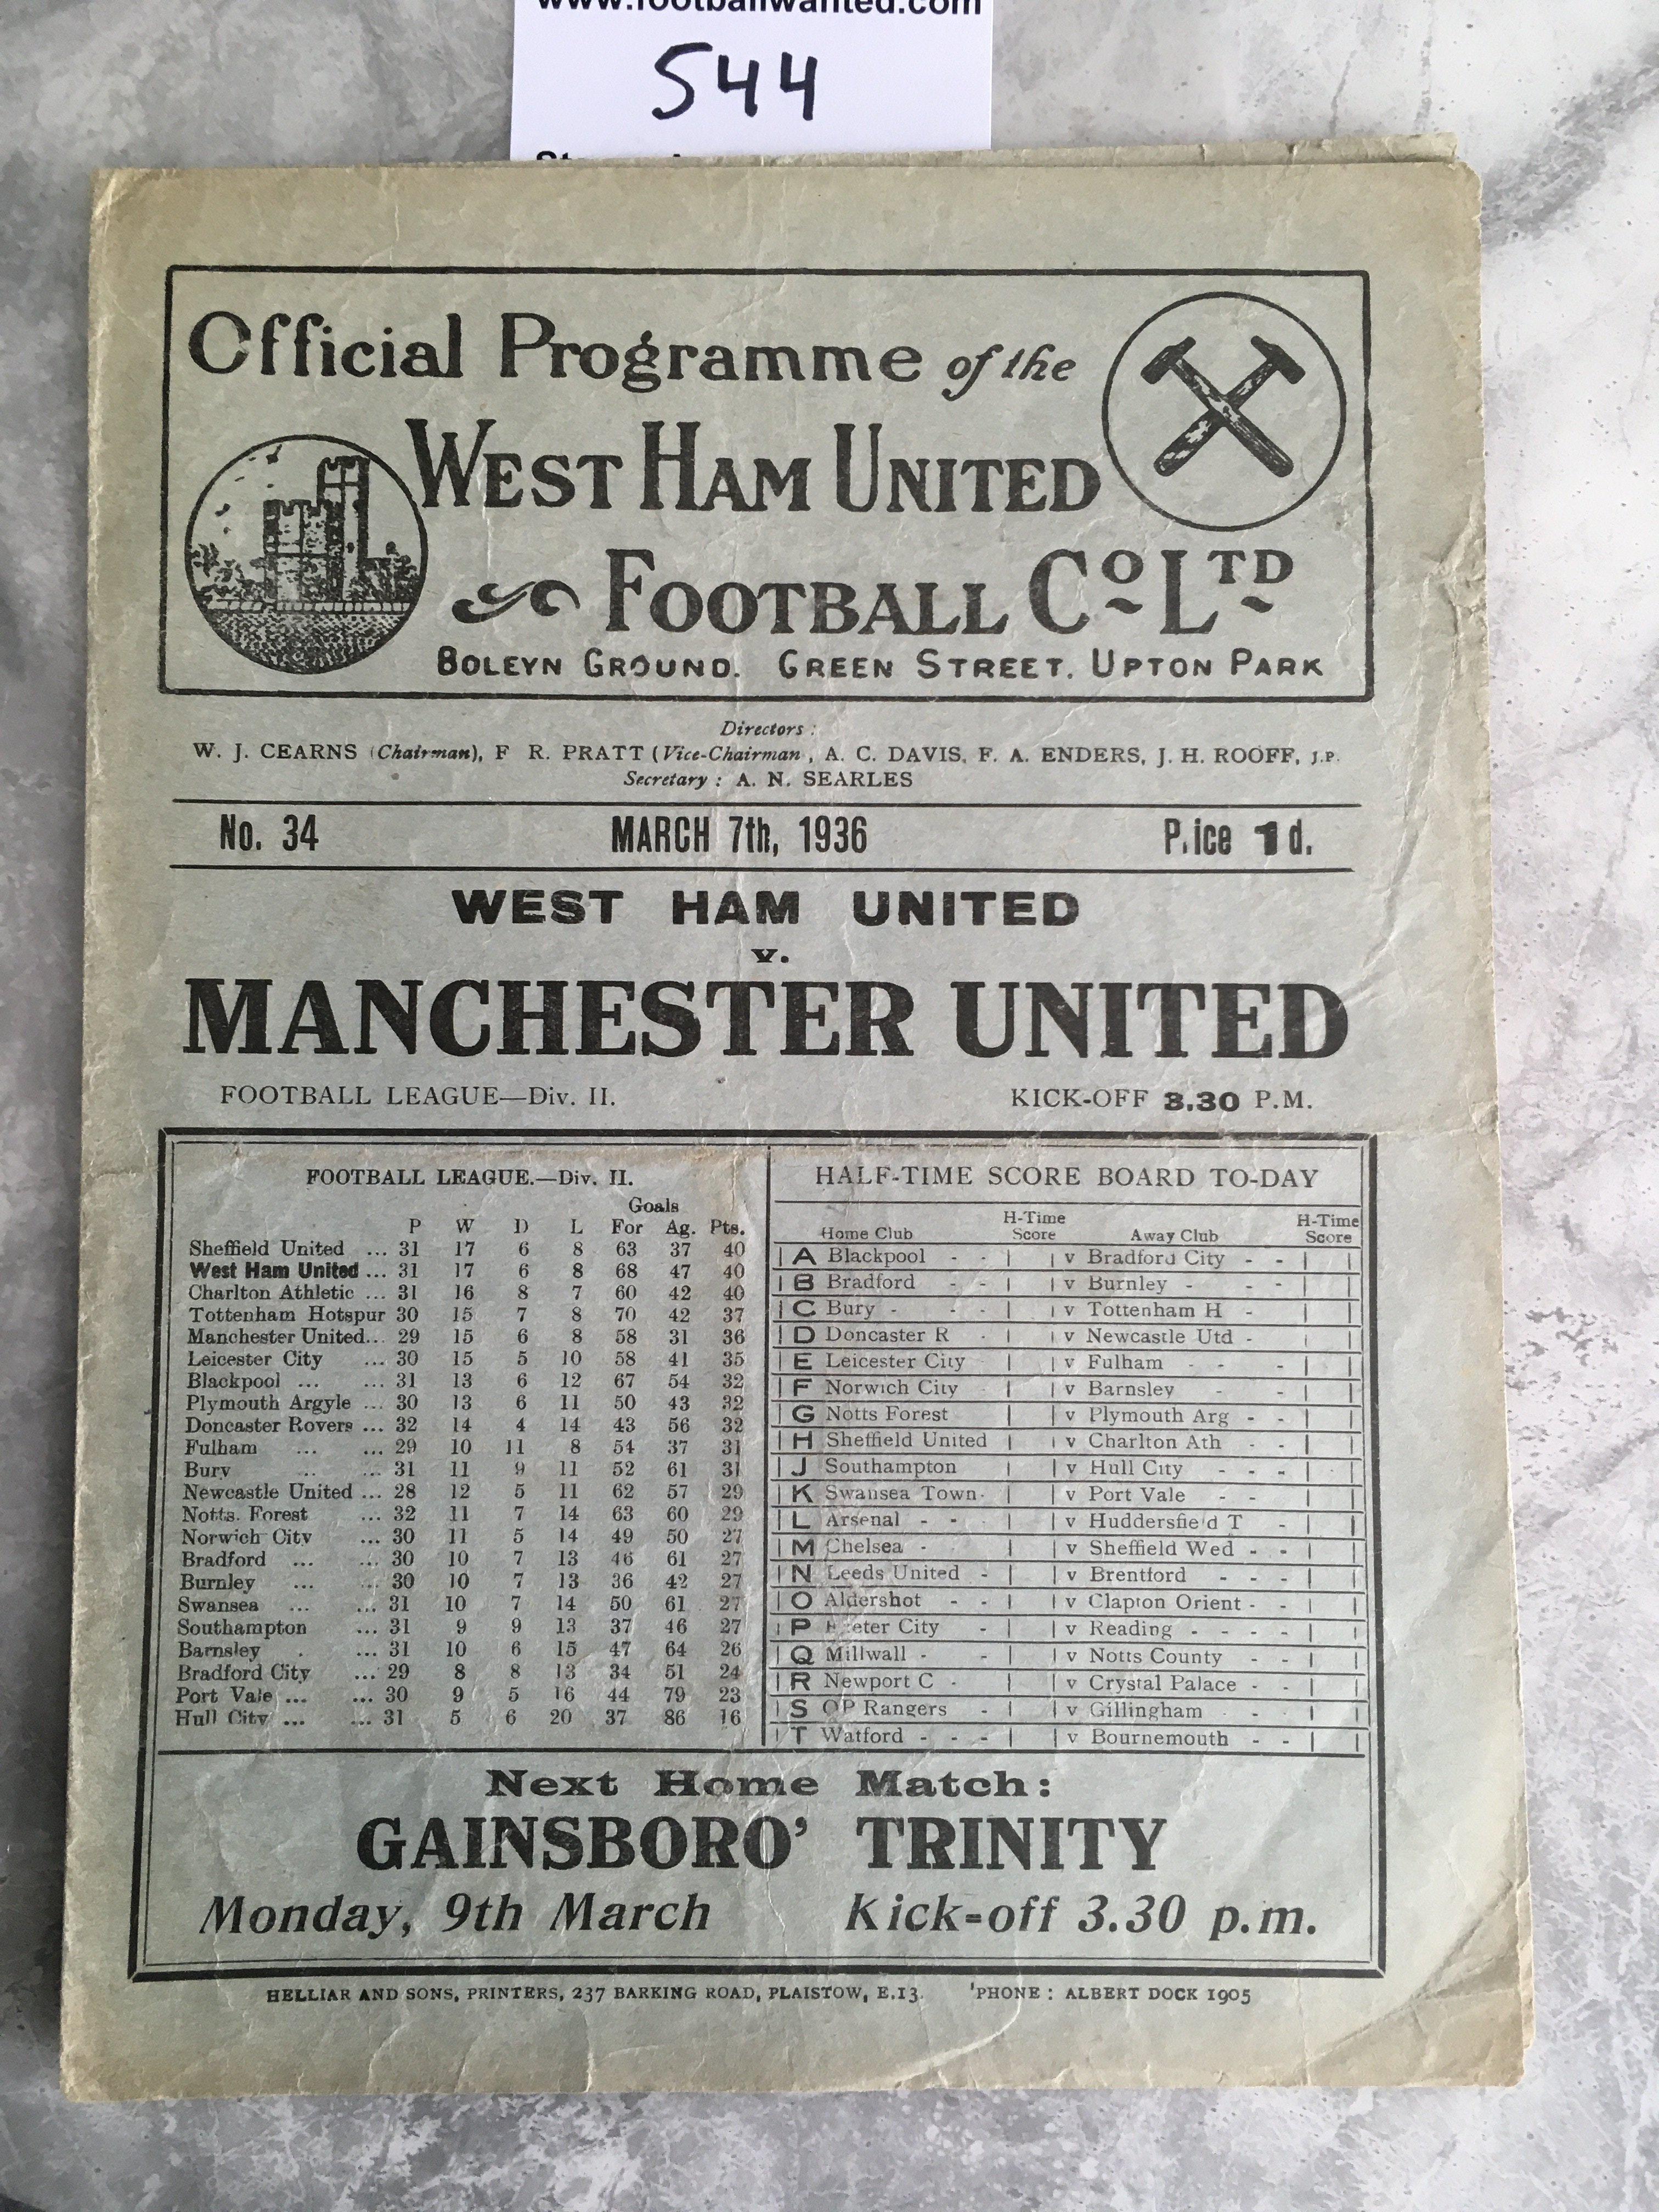 www.footballwanted.com
544
Official Programme of the
WEST HAM UNITED
FOOTBALL CO LTD
BOLEYN GROUND. GREEN STREET. UPTON PARK
Directors :
W. J. CEARNS (Chairman), F R. PRATT (Vice-Chairman , A. C. DAVIS, F. A. ENDERS, J. H. ROOFF, J.P.
Secretary : A. N. SEARLES
No. 34 MARCH 7th, 1936 P.ice 1d.
WEST HAM UNITED
v.
MANCHESTER UNITED
FOOTBALL LEAGUE—Div. II. KICK-OFF 3.30 P.M.
FOOTBALL LEAGUE.—Div. II.
Goals
P W D L For Ag. Pts.
Sheffield United ... 31 17 6 8 63 37 40
West Ham United ... 31 17 6 8 68 47 40
Charlton Athletic ... 31 16 8 7 60 42 40
Tottenham Hotspur 30 15 7 8 70 42 37
Manchester United... 29 15 6 8 58 31 36
Leicester City ... 30 15 5 10 58 41 35
Blackpool ... ... 31 13 6 12 67 54 32
Plymouth Argyle ... 30 13 6 11 50 43 32
Doncaster Rovers ... 32 14 4 14 43 56 32
Fulham ... ... 29 10 11 8 54 37 31
Bury .. ... 31 11 9 11 52 61 31
Newcastle United ... 28 12 5 11 62 57 29
Notts. Forest ... 32 11 7 14 63 60 29
Norwich City ... 30 11 5 14 49 50 27
Bradford ... ... 30 10 7 13 46 61 27
Burnley ... ... 30 10 7 13 36 42 27
Swansea ... ... 31 10 7 14 50 61 27
Southampton ... 31 9 9 13 37 46 27
Barnsley . ... 31 10 6 15 47 64 26
Bradford City ... 29 8 8 13 34 51 24
Port Vale ... ... 30 9 5 16 44 79 23
Hull City ... ... 31 5 6 20 37 86 16
HALF-TIME SCORE BOARD TO-DAY
Home Club H-Time Score Away Club H-Time Score
A Blackpool - - v Bradford City - -
B Bradford - - v Burnley - -
C Bury - - - v Tottenham H -
D Doncaster R - v Newcastle Utd -
E Leicester City v Fulham - - -
F Norwich City v Barnsley - -
G Notts Forest v Plymouth Arg - -
H Sheffield United v Charlton Ath - -
J Southampton v Hull City - - -
K Swansea Town- v Port Vale - -
L Arsenal - - - v Huddersfie'd T -
M Chelsea - - v Sheffield Wed - -
N Leeds United - v Brentford - - -
O Aldershot - - v Clapton Orient - -
P E eter City - v Reading - - - -
Q Millwall - - v Notts County - -
R Newport C - v Crystal Palace - -
S QP Rangers - v Gillingham - -
T Watford - - - v Bournemouth - -
Next Home Match:
GAINSBORO' TRINITY
Monday, 9th March Kick-off 3.30 p.m.
HELLIAR AND SONS, PRINTERS, 237 BARKING ROAD, PLAISTOW, E.13. 'PHONE : ALBERT DOCK 1905